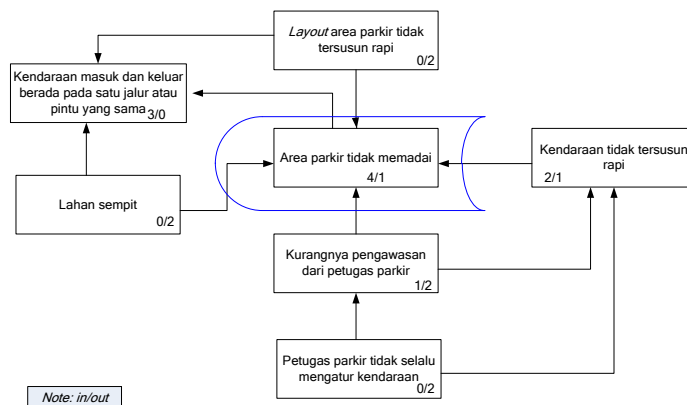 Layout area parkir tidak
tersusun rapi
0/2
Kendaraan masuk dan keluar
berada pada satu jalur atau
pintu yang sama
3/0
Area parkir tidak memadai
4/1
Kendaraan tidak tersusun
rapi
2/1
Lahan sempit
0/2
Kurangnya pengawasan
dari petugas parkir
1/2
Petugas parkir tidak selalu
mengatur kendaraan
0/2
Note: in/out